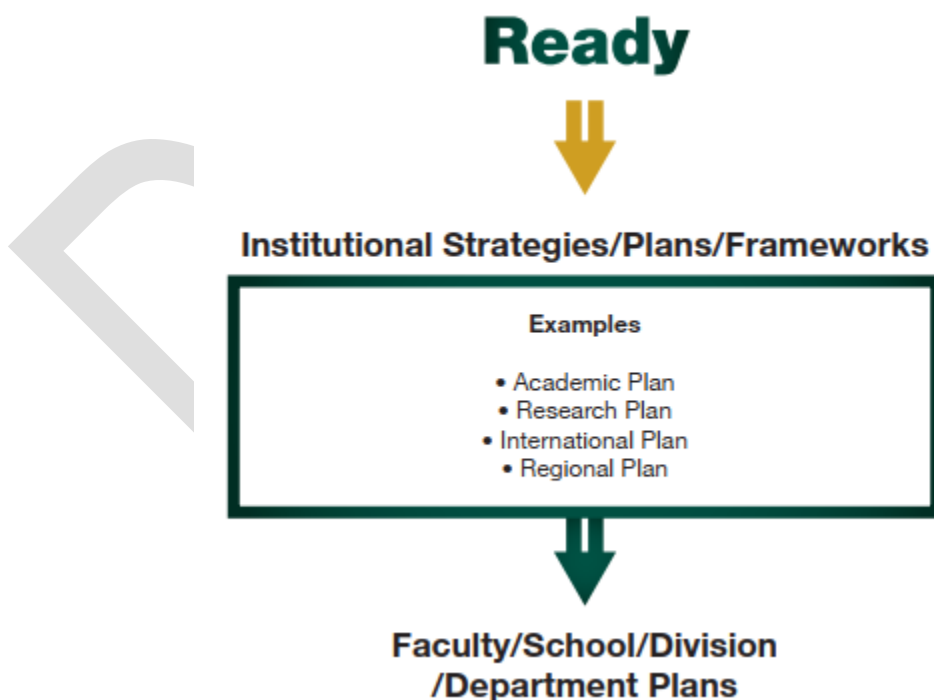 Ready
Institutional Strategies/Plans/Frameworks
Examples
• Academic Plan
• Research Plan
• International Plan
• Regional Plan
Faculty/School/Division
/Department Plans